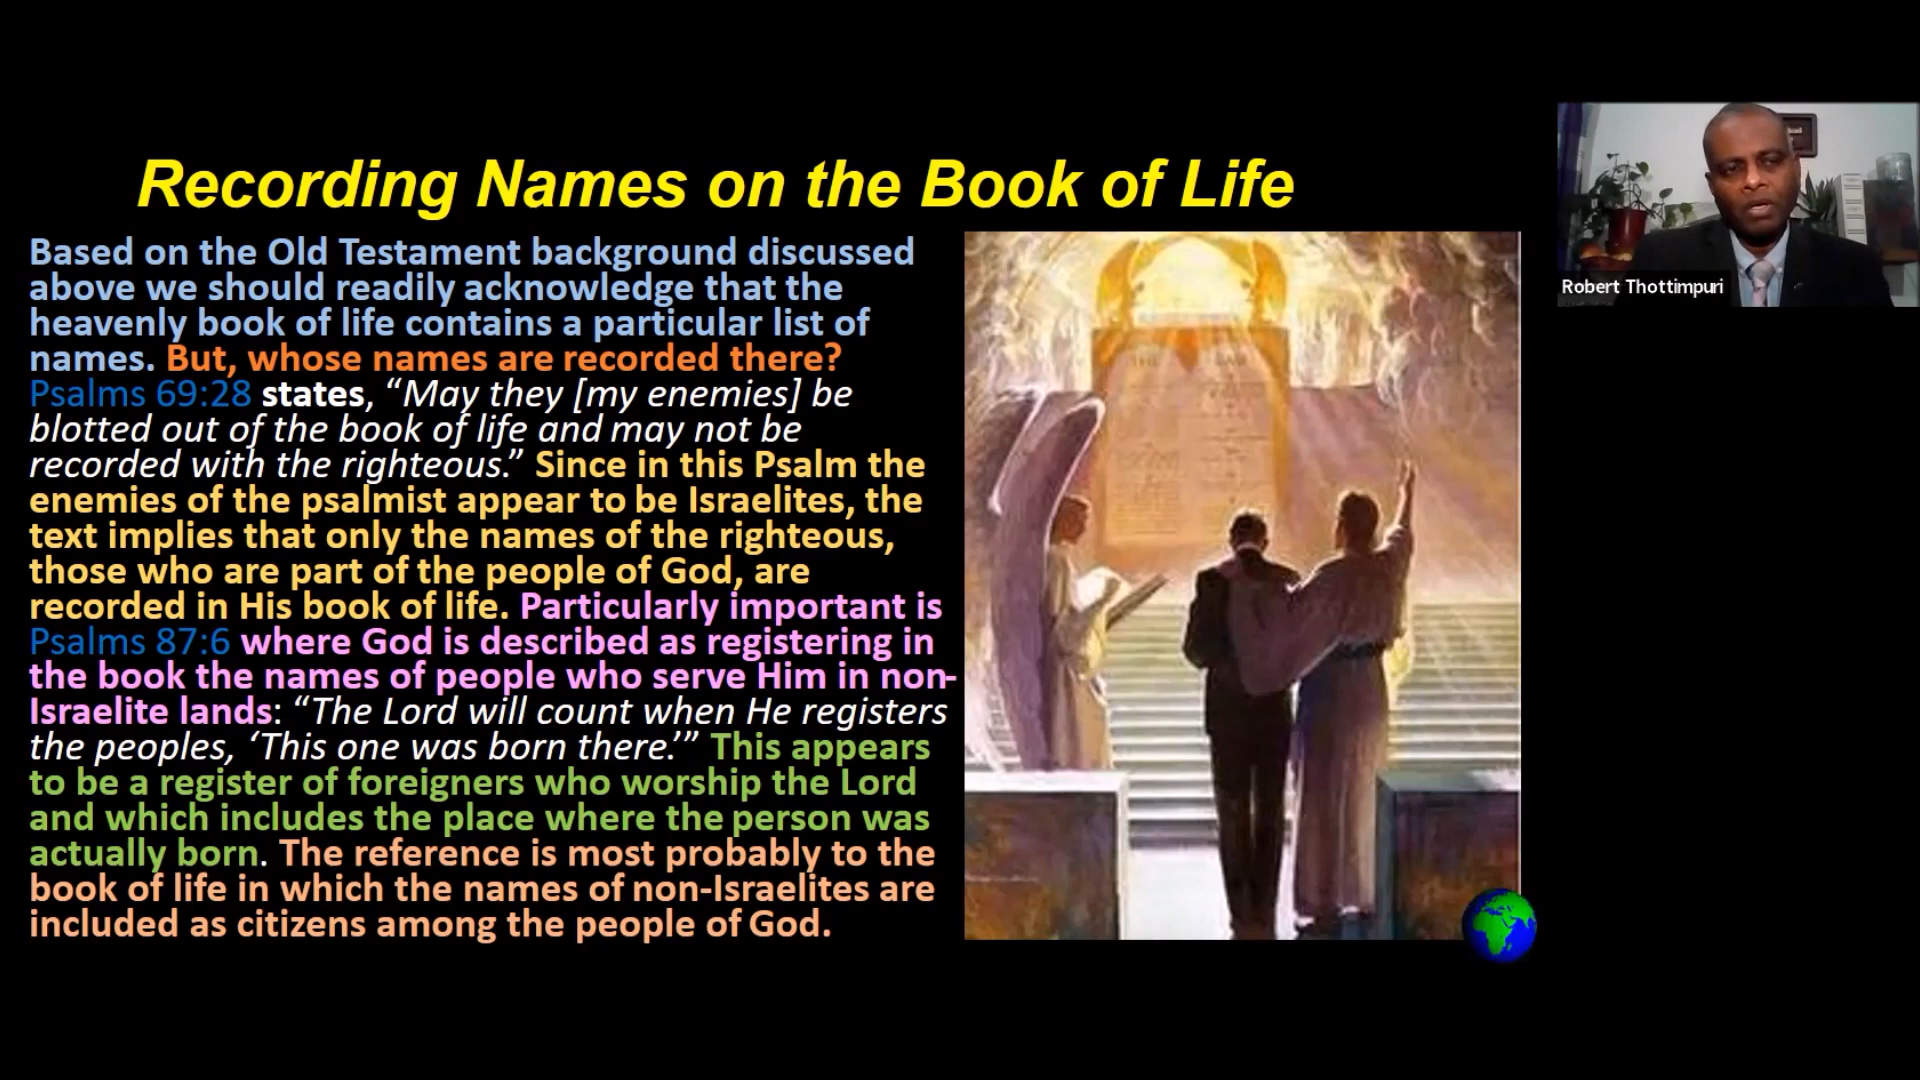 Recording Names on the Book of Life
Based on the Old Testament background discussed
above we should readily acknowledge that the
heavenly book of life contains a particular list of
names. But, whose names are recorded there?
Psalms 69:28 states, “May they [my enemies] be
blotted out of the book of life and may not be
recorded with the righteous.” Since in this Psalm the
enemies of the psalmist appear to be Israelites, the
text implies that only the names of the righteous,
those who are part of the people of God, are
recorded in His book of life. Particularly important is
Psalms 87:6 where God is described as registering in
the book the names of people who serve Him in non-
Israelite lands: “The Lord will count when He registers
the peoples, ‘This one was born there.’” This appears
to be a register of foreigners who worship the Lord
and which includes the place where the person was
actually born. The reference is most probably to the
book of life in which the names of non-Israelites are
included as citizens among the people of God.
Robert Thottimpuri